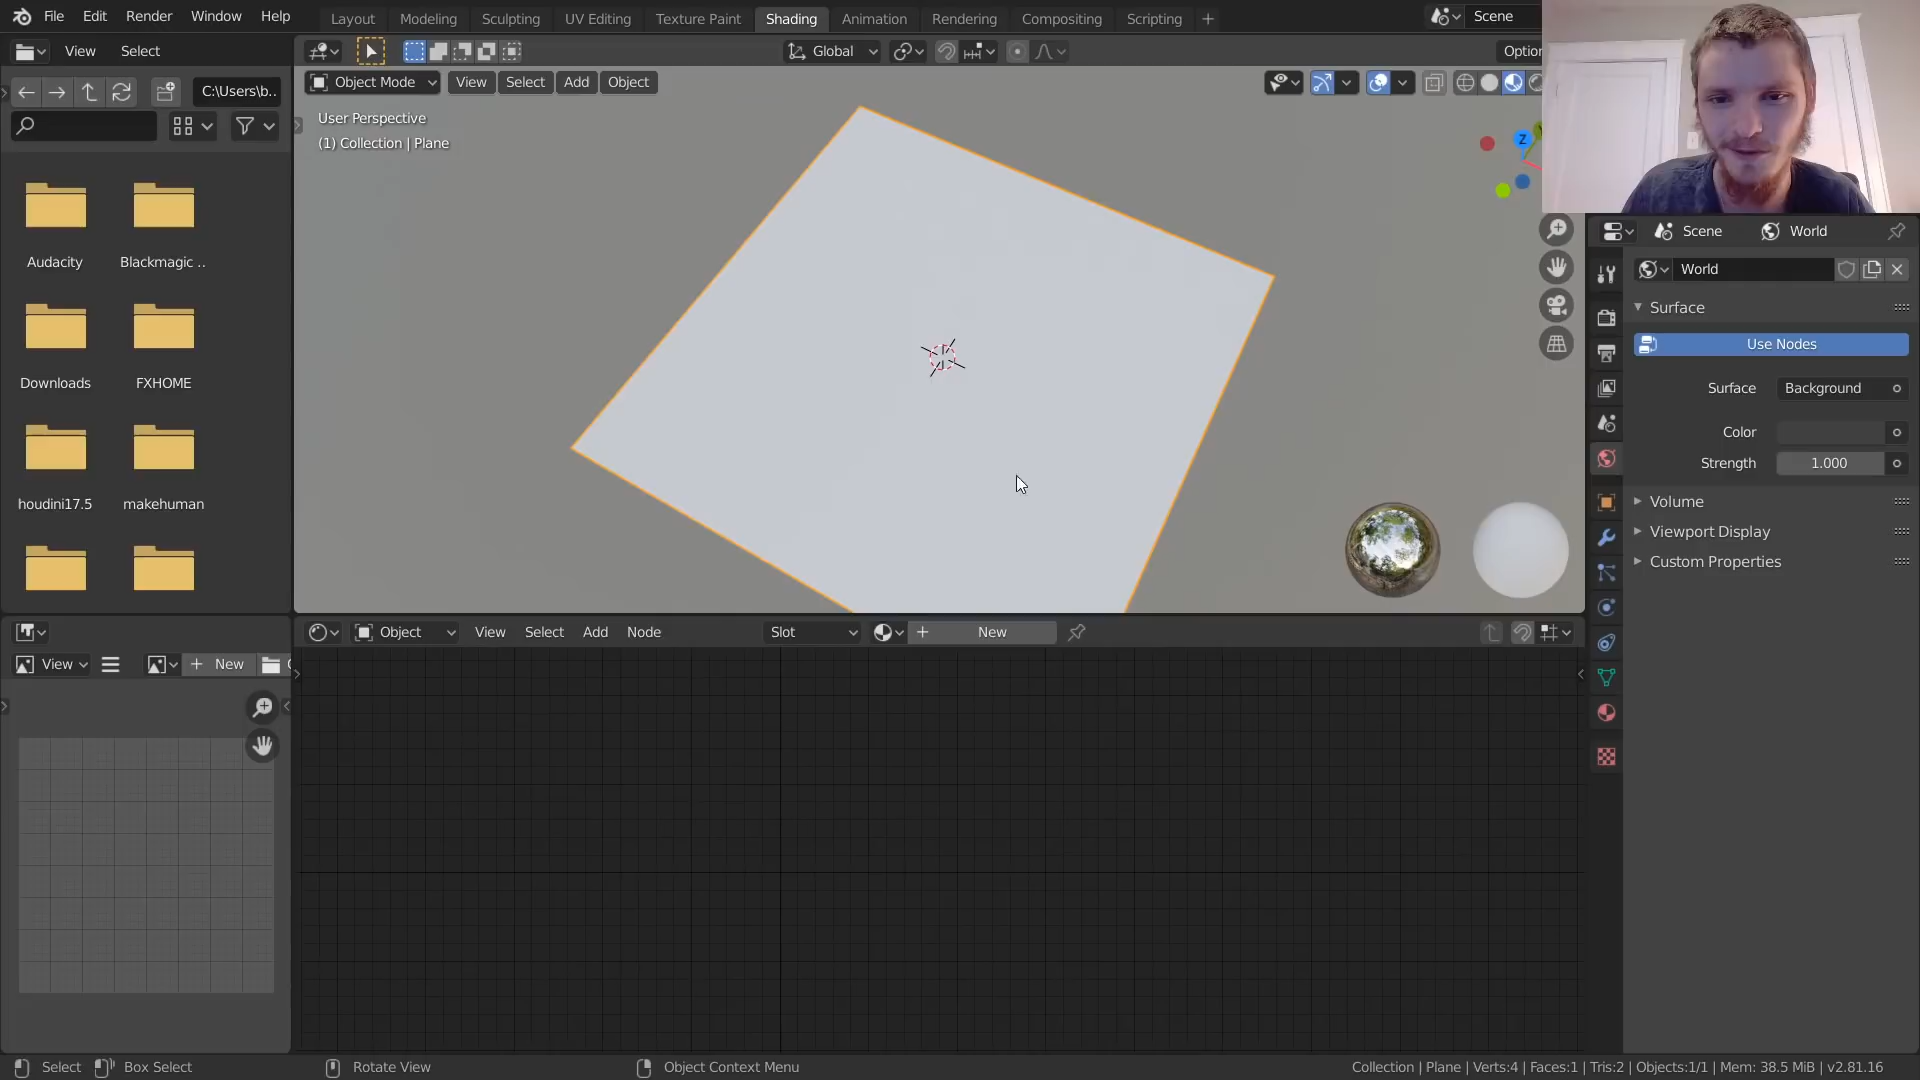 File Edit Render Window Help
Layout Modeling Sculpting UV Editing Texture Paint Shading Animation Rendering Compositing Scripting +
Scene
View Select
Global
C:\Users\b..
Object Mode View Select Add Object
User Perspective
(1) Collection | Plane
Z
Audacity Blackmagic ..
Downloads FXHOME
houdini17.5 makehuman
Scene World
World
Surface
Use Nodes
Surface Background
Color
Strength 1.000
Volume
Viewport Display
Custom Properties
Object View Select Add Node Slot + New
View + New
Select Box Select Rotate View Object Context Menu
Collection | Plane | Verts:4 | Faces:1 | Tris:2 | Objects:1/1 | Mem: 38.5 MiB | v2.81.16